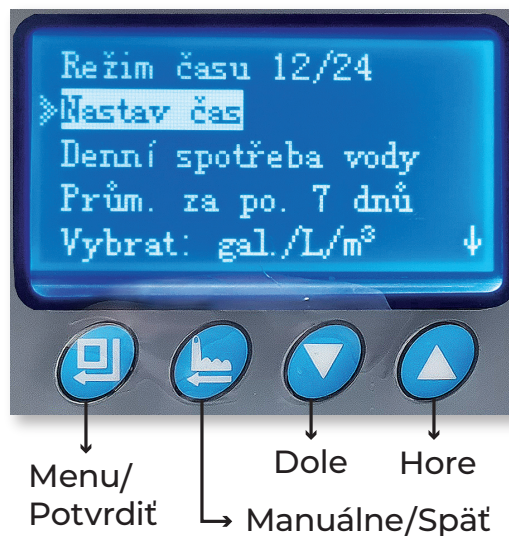 Režim času 12/24
Nastav čas
Denní spotřeba vody
Prům. za po. 7 dnů
Vybrat: gal./L/m³
Menu/
Potvrdiť
Dole
Hore
Manuálne/Späť